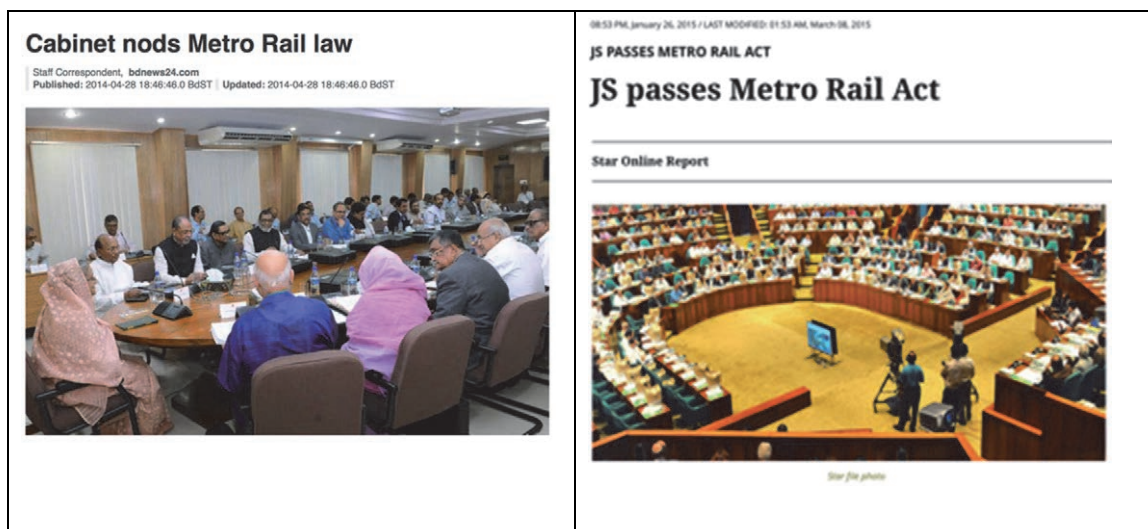 Cabinet nods Metro Rail law
Staff Correspondent, bdnews24.com
Published: 2014-04-28 18:46:46.0 BdST | Updated: 2014-04-28 18:46:46.0 BdST
08:53 PM, January 26, 2015 / LAST MODIFIED: 01:53 AM, March 08, 2015
JS PASSES METRO RAIL ACT
JS passes Metro Rail Act
Star Online Report
Star file photo